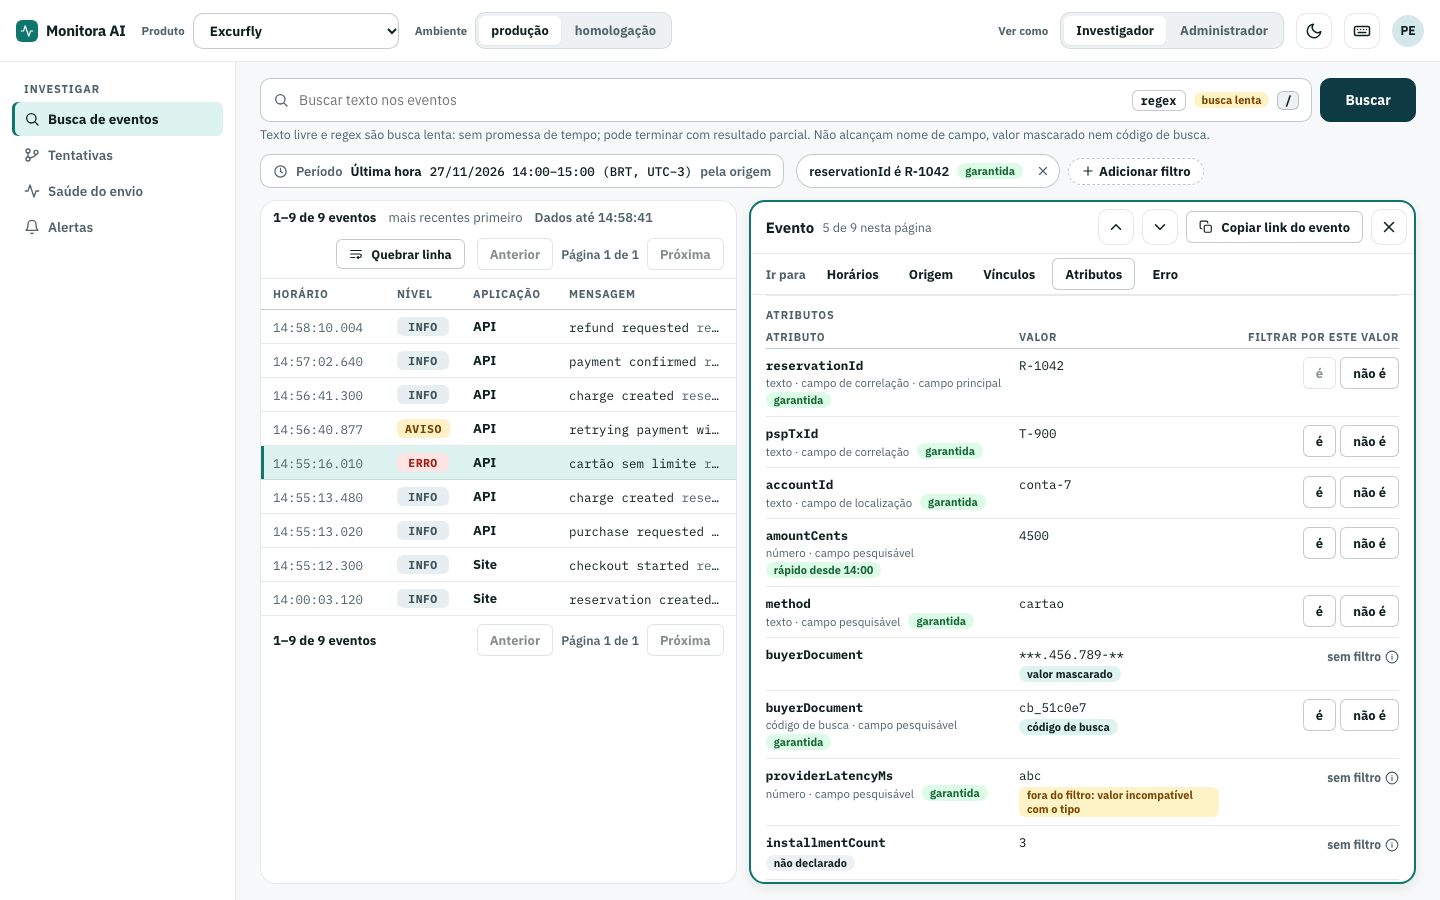 Monitora AI Produto Excurfly Ambiente produção homologação Ver como Investigador Administrador PE
INVESTIGAR
Busca de eventos
Tentativas
Saúde do envio
Alertas
Buscar texto nos eventos regex busca lenta / Buscar
Texto livre e regex são busca lenta: sem promessa de tempo; pode terminar com resultado parcial. Não alcançam nome de campo, valor mascarado nem código de busca.
Período Última hora 27/11/2026 14:00–15:00 (BRT, UTC−3) pela origem reservationId é R-1042 garantida Adicionar filtro
1–9 de 9 eventos mais recentes primeiro Dados até 14:58:41
Quebrar linha Anterior Página 1 de 1 Próxima
HORÁRIO NÍVEL APLICAÇÃO MENSAGEM
14:58:10.004 INFO API refund requested re…
14:57:02.640 INFO API payment confirmed r…
14:56:41.300 INFO API charge created rese…
14:56:40.877 AVISO API retrying payment wi…
14:55:16.010 ERRO API cartão sem limite r…
14:55:13.480 INFO API charge created rese…
14:55:13.020 INFO API purchase requested …
14:55:12.300 INFO Site checkout started re…
14:00:03.120 INFO Site reservation created…
1–9 de 9 eventos Anterior Página 1 de 1 Próxima
Evento 5 de 9 nesta página Copiar link do evento
Ir para Horários Origem Vínculos Atributos Erro
ATRIBUTOS
ATRIBUTO VALOR FILTRAR POR ESTE VALOR
reservationId R-1042 é não é
texto · campo de correlação · campo principal
garantida
pspTxId T-900 é não é
texto · campo de correlação garantida
accountId conta-7 é não é
texto · campo de localização garantida
amountCents 4500 é não é
número · campo pesquisável
rápido desde 14:00
method cartao é não é
texto · campo pesquisável garantida
buyerDocument ***.456.789-** sem filtro
valor mascarado
buyerDocument cb_51c0e7 é não é
código de busca · campo pesquisável código de busca
garantida
providerLatencyMs abc sem filtro
número · campo pesquisável garantida fora do filtro: valor incompatível
com o tipo
installmentCount 3 sem filtro
não declarado